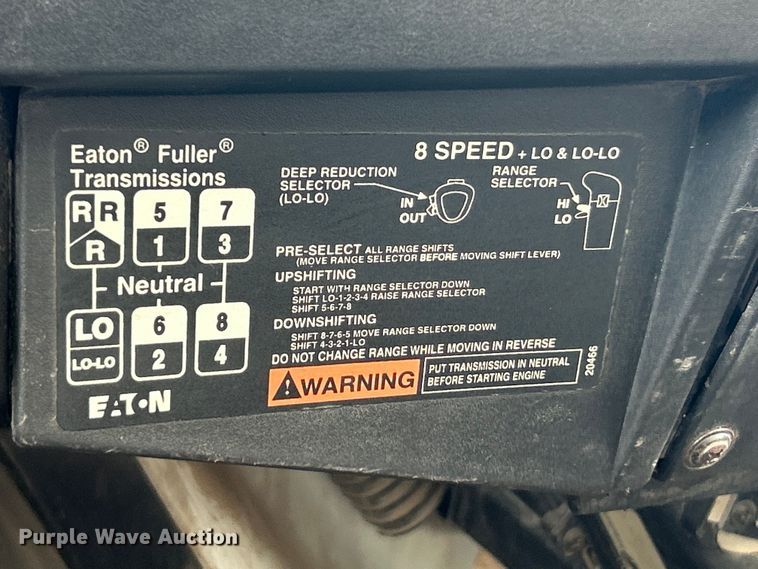 Eaton® Fuller®
Transmissions
8 SPEED + LO & LO-LO
DEEP REDUCTION
SELECTOR
(LO-LO)
IN
OUT
RANGE
SELECTOR
HI
LO
R R 5 7
R 1 3
Neutral
LO 6 8
LO-LO 2 4
EATON
PRE-SELECT ALL RANGE SHIFTS
(MOVE RANGE SELECTOR BEFORE MOVING SHIFT LEVER)
UPSHIFTING
START WITH RANGE SELECTOR DOWN
SHIFT LO-1-2-3-4 RAISE RANGE SELECTOR
SHIFT 5-6-7-8
DOWNSHIFTING
SHIFT 8-7-6-5 MOVE RANGE SELECTOR DOWN
SHIFT 4-3-2-1-LO
DO NOT CHANGE RANGE WHILE MOVING IN REVERSE
WARNING
PUT TRANSMISSION IN NEUTRAL
BEFORE STARTING ENGINE
20466
Purple Wave Auction